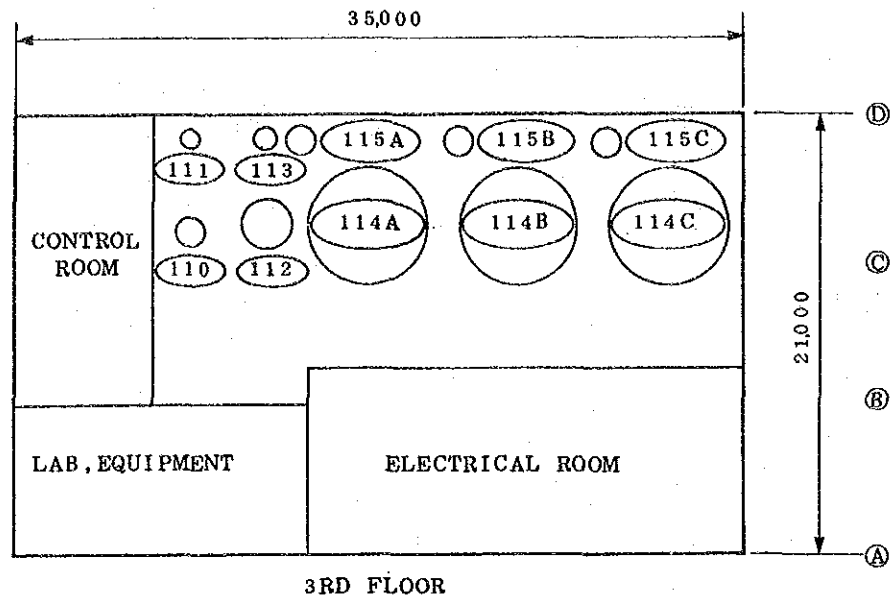 35,000
Ⓓ
115A
115B
115C
111
113
114A
114B
114C
CONTROL
ROOM
110
112
Ⓒ
21,000
Ⓑ
LAB, EQUIPMENT
ELECTRICAL ROOM
Ⓐ
3RD FLOOR